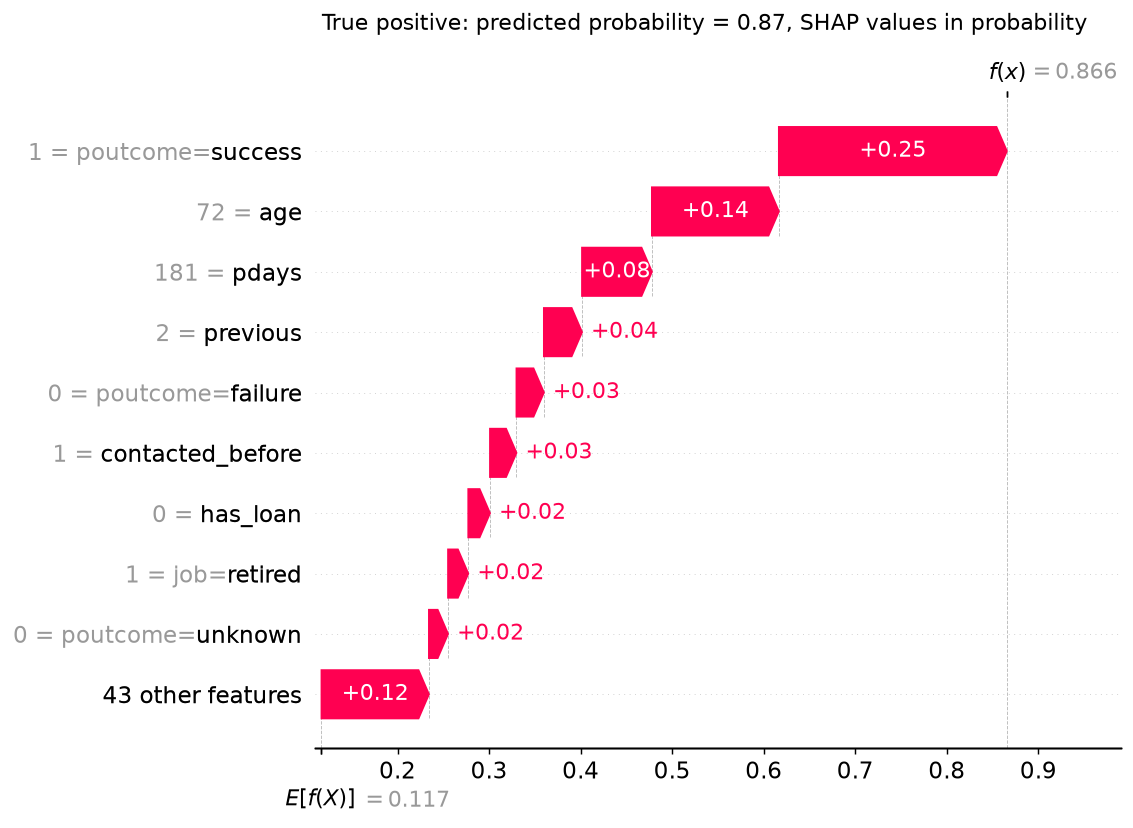 True positive: predicted probability = 0.87, SHAP values in probability
f(x) = 0.866
1 = poutcome=success +0.25
72 = age +0.14
181 = pdays +0.08
2 = previous +0.04
0 = poutcome=failure +0.03
1 = contacted_before +0.03
0 = has_loan +0.02
1 = job=retired +0.02
0 = poutcome=unknown +0.02
43 other features +0.12
0.2 0.3 0.4 0.5 0.6 0.7 0.8 0.9
E[f(X)] = 0.117